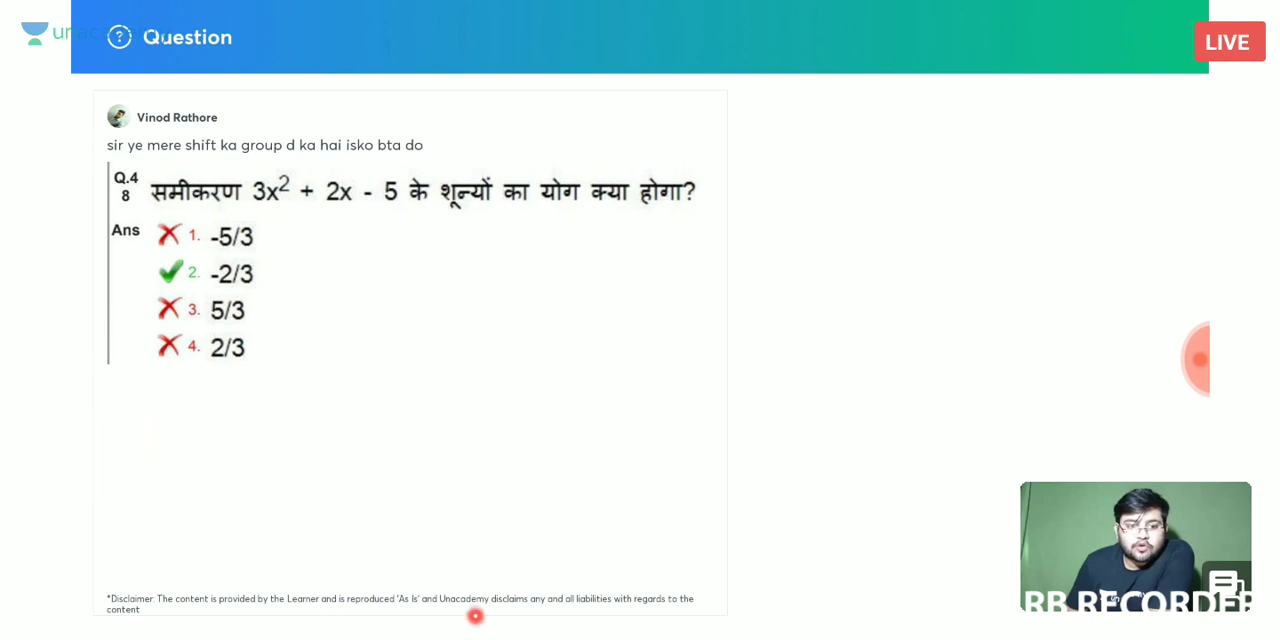 Question
LIVE
Vinod Rathore
sir ye mere shift ka group d ka hai isko bta do
Q.48 समीकरण 3x² + 2x - 5 के शून्यों का योग क्या होगा?
Ans 1. -5/3
2. -2/3
3. 5/3
4. 2/3
*Disclaimer: The content is provided by the Learner and is reproduced 'As Is' and Unacademy disclaims any and all liabilities with regards to the
content
RB RECORDER